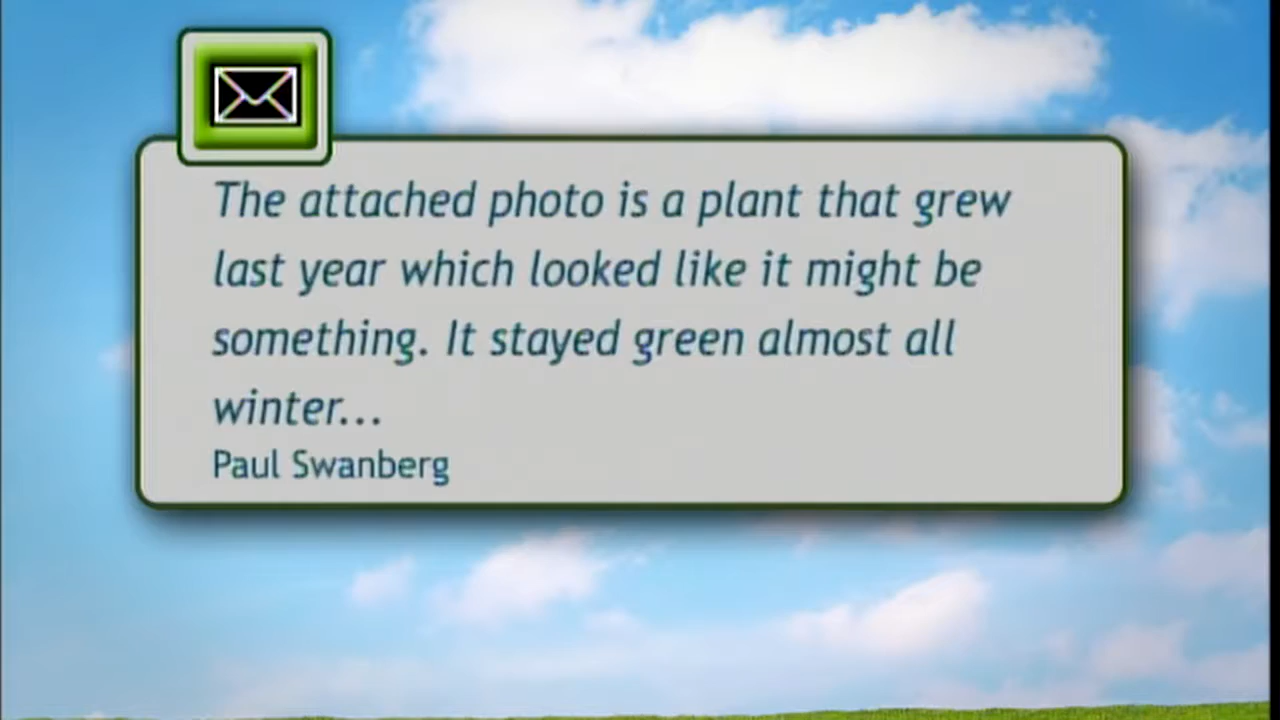 The attached photo is a plant that grew
last year which looked like it might be
something. It stayed green almost all
winter...
Paul Swanberg